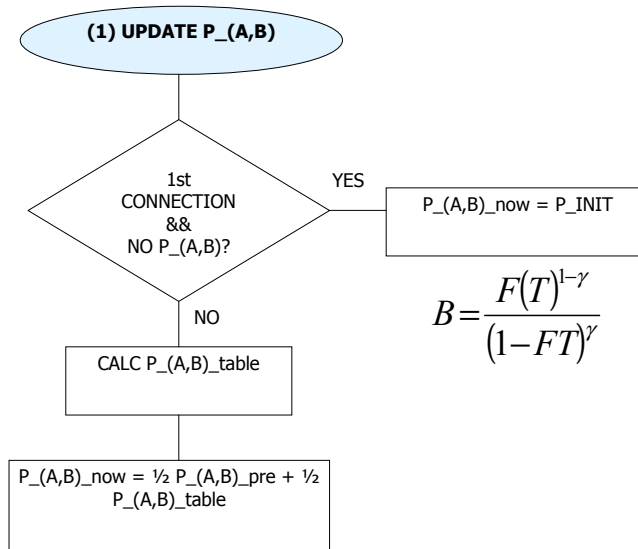 (1) UPDATE P_(A,B)
1st
CONNECTION
&&
NO P_(A,B)?
YES
P_(A,B)_now = P_INIT
B = F(T)^{1−γ} / (1−FT)^γ
NO
CALC P_(A,B)_table
P_(A,B)_now = ½ P_(A,B)_pre + ½
P_(A,B)_table